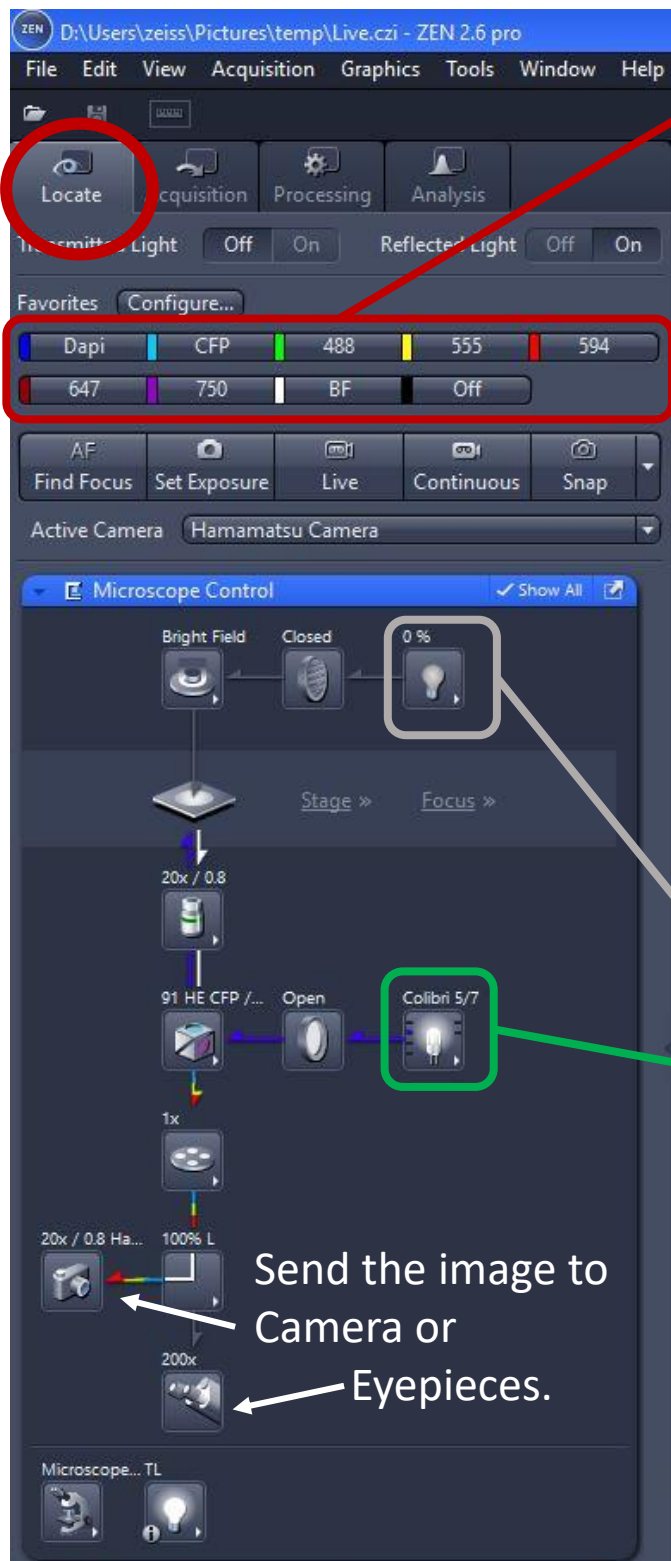 ZEN D:\Users\zeiss\Pictures\temp\Live.czi - ZEN 2.6 pro
File Edit View Acquisition Graphics Tools Window Help
Locate Acquisition Processing Analysis
Transmitted Light Off On Reflected Light Off On
Favorites Configure...
Dapi CFP 488 555 594
647 750 BF Off
AF
Find Focus Set Exposure Live Continuous Snap
Active Camera Hamamatsu Camera
Microscope Control Show All
Bright Field Closed 0 %
Stage » Focus »
20x / 0.8
91 HE CFP /... Open Colibri 5/7
1x
20x / 0.8 Ha... 100% L
Send the image to
Camera or
200x
Eyepieces.
Microscope... TL